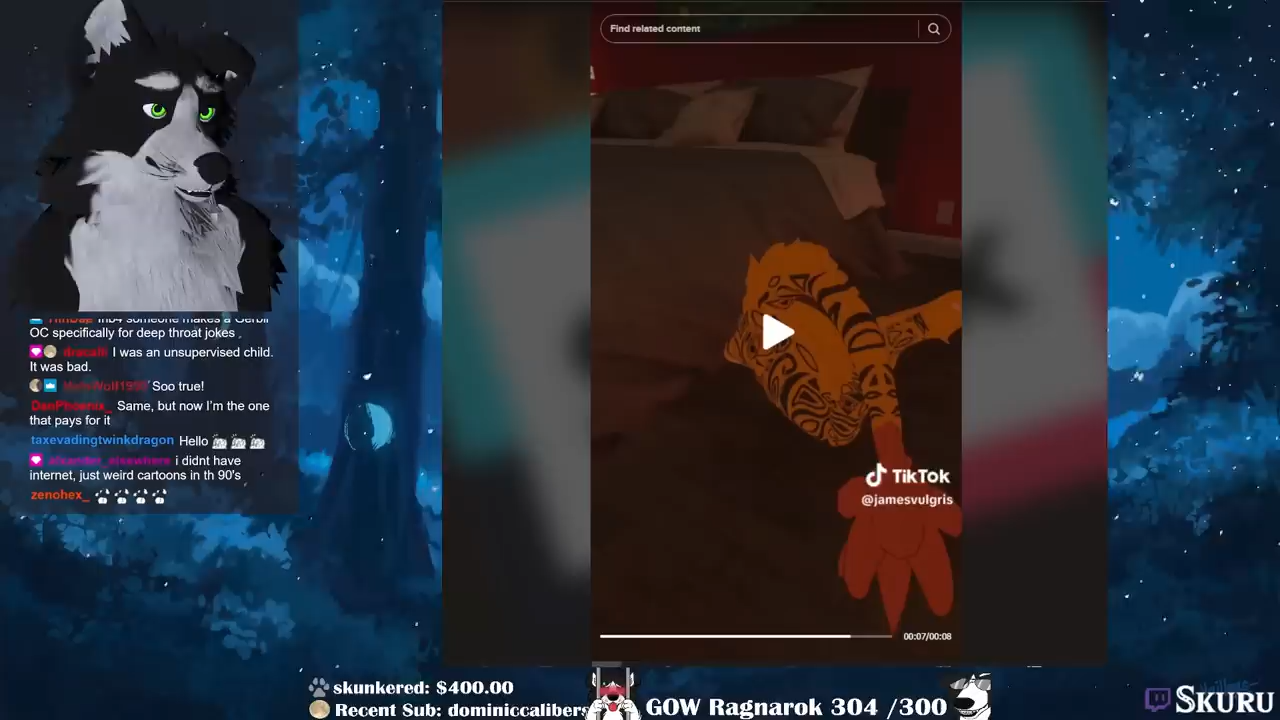 Find related content
OC specifically for deep throat jokes
I was an unsupervised child.
It was bad.
Soo true!
DanPhoenix_ Same, but now I'm the one
that pays for it
taxevadingtwinkdragon Hello
i didnt have
internet, just weird cartoons in th 90's
zenohex_
TikTok
@jamesvulgris
00:07/00:08
skunkered: $400.00
Recent Sub: dominiccalibers
GOW Ragnarok 304 /300
SKURU